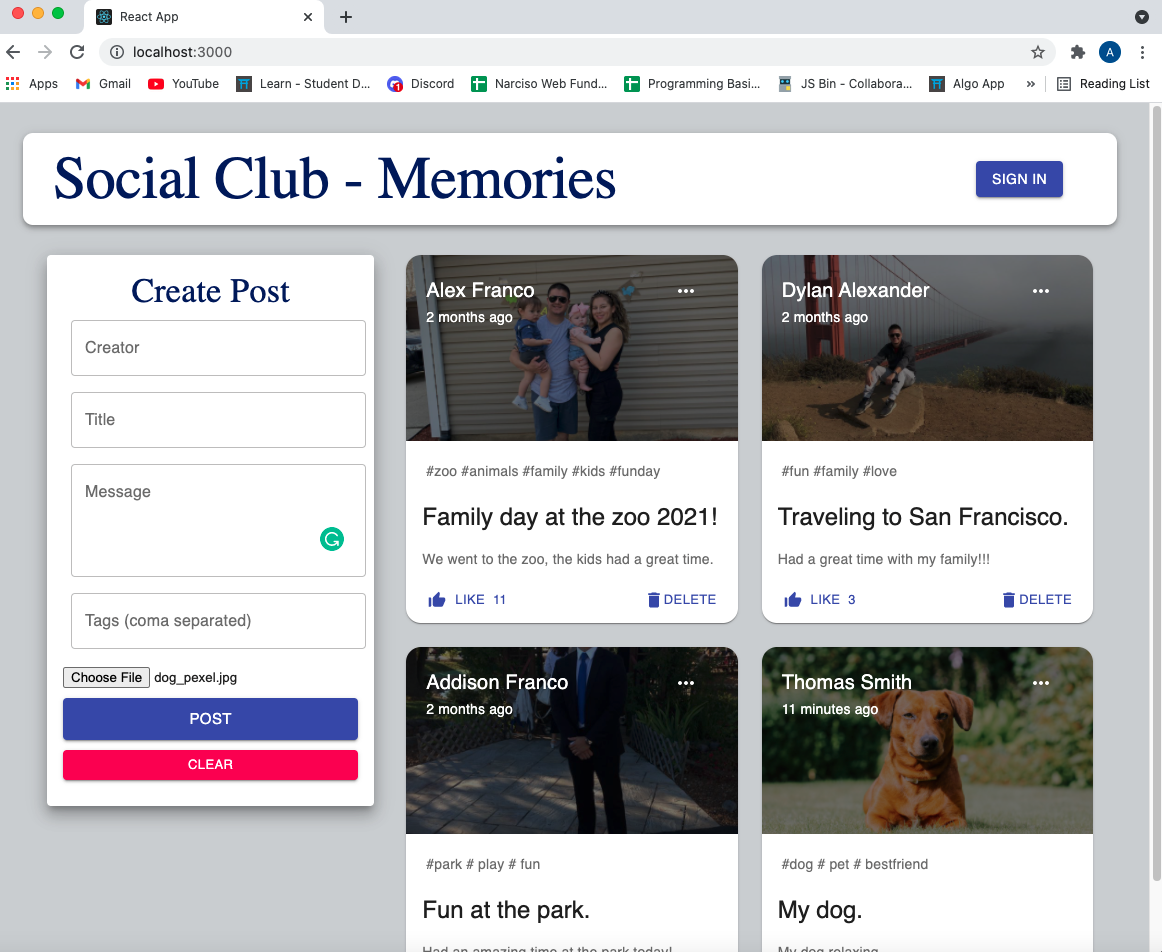 React App
localhost:3000
A
Apps
Gmail
YouTube
Learn - Student D...
1
Discord
Narciso Web Fund...
Programming Basi...
JS Bin - Collabora...
Algo App
»
Reading List
Social Club - Memories
SIGN IN
Create Post
Creator
Title
Message
Tags (coma separated)
Choose File dog_pexel.jpg
POST
CLEAR
Alex Franco
2 months ago
#zoo #animals #family #kids #funday
Family day at the zoo 2021!
We went to the zoo, the kids had a great time.
LIKE 11 DELETE
Dylan Alexander
2 months ago
#fun #family #love
Traveling to San Francisco.
Had a great time with my family!!!
LIKE 3 DELETE
Addison Franco
2 months ago
#park # play # fun
Fun at the park.
Had an amazing time at the park today!
Thomas Smith
11 minutes ago
#dog # pet # bestfriend
My dog.
My dog relaxing